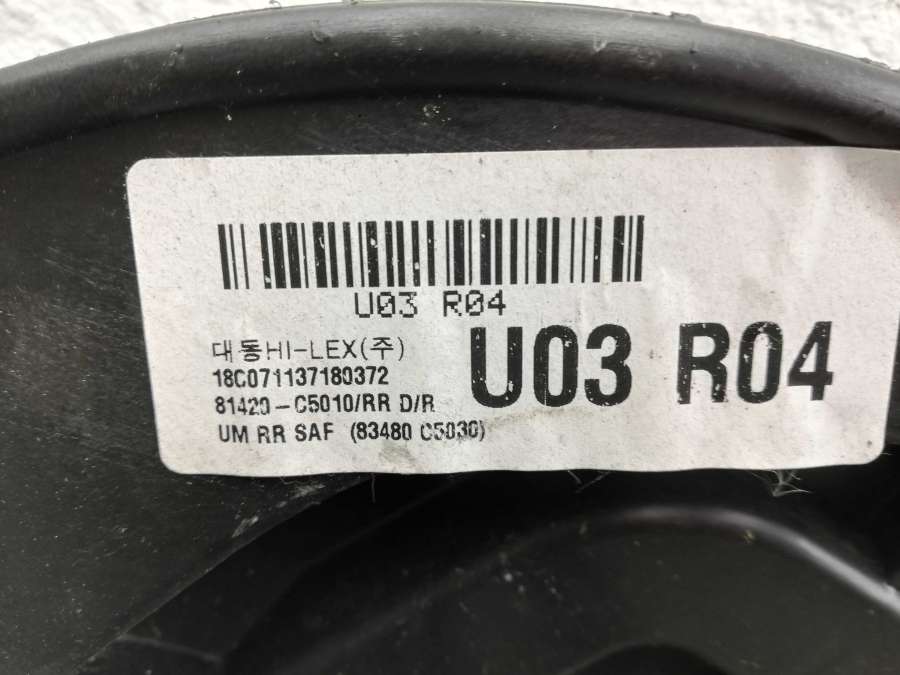 U03 R04
U03 R04
대동HI-LEX(주)
18C071137180372
81420-C5010/RR D/R
UM RR SAF (83480 C5030)